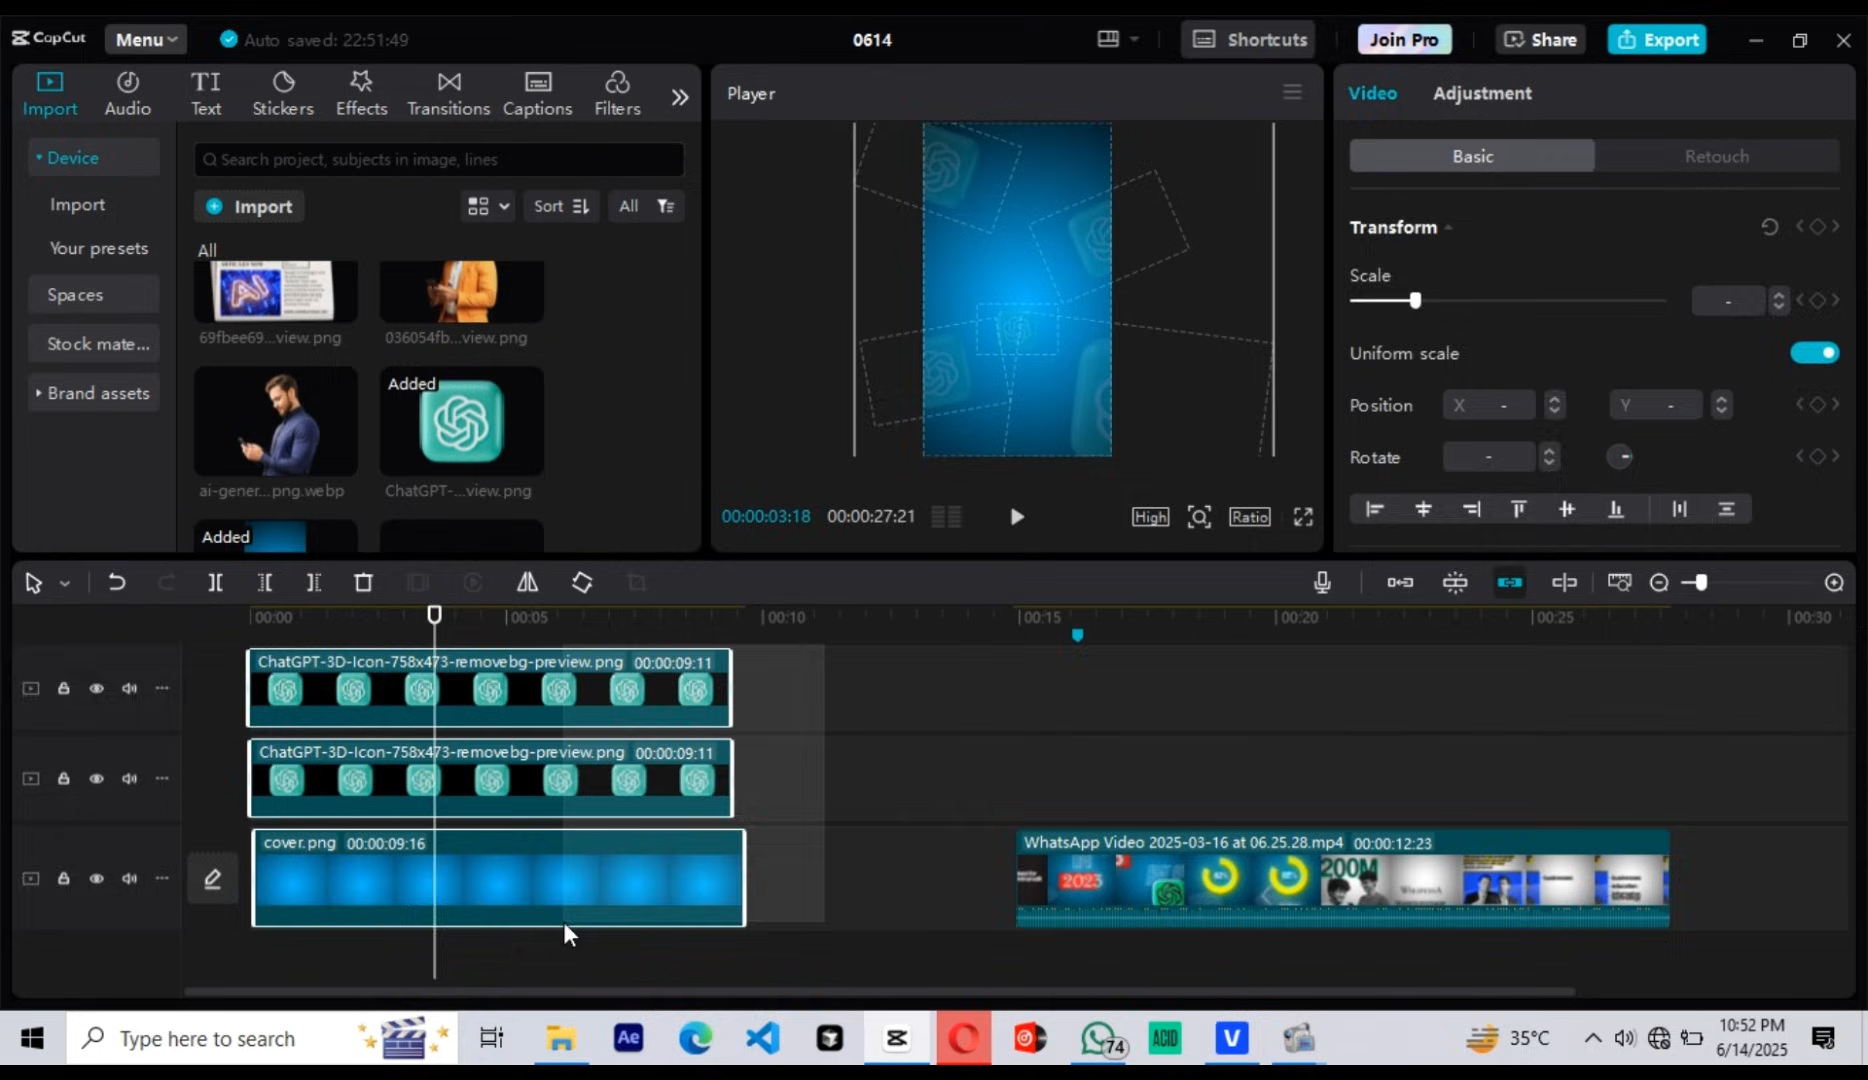 CapCut
Menu
Auto saved: 22:51:49
0614
Shortcuts
Join Pro
Share
Export
Import
Audio
TI
Text
Stickers
Effects
Transitions
Captions
Filters
Player
Video
Adjustment
Device
Search project, subjects in image, lines
Basic
Retouch
Import
Import
Sort
All
Your presets
All
Transform
Scale
Spaces
AI
69fbee69...view.png
036054fb...view.png
Stock mate...
Uniform scale
Brand assets
Added
Position
X -
Y -
Rotate
ai-gener...png.webp
ChatGPT-...view.png
00:00:03:18
00:00:27:21
High
Ratio
Added
00:00
00:05
00:10
00:15
00:20
00:25
00:30
ChatGPT-3D-Icon-758x473-removebg-preview.png 00:00:09:11
ChatGPT-3D-Icon-758x473-removebg-preview.png 00:00:09:11
cover.png 00:00:09:16
WhatsApp Video 2025-03-16 at 06.25.28.mp4 00:00:12:23
2023
200M
WIKIPEDIA
Type here to search
Ae
74
ACID
V
35°C
10:52 PM
6/14/2025